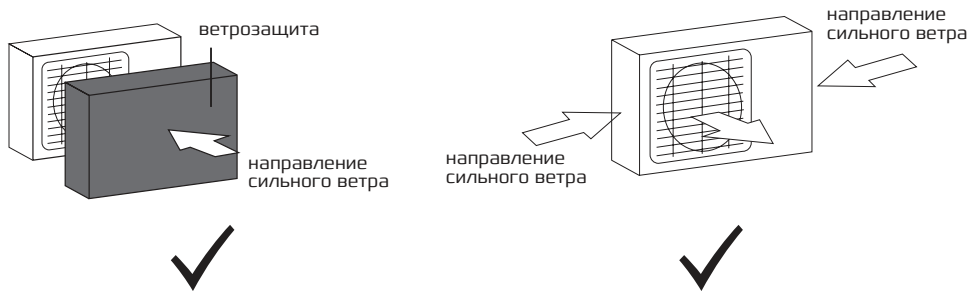 ветрозащита
направление
сильного ветра
направление
сильного ветра
направление
сильного ветра